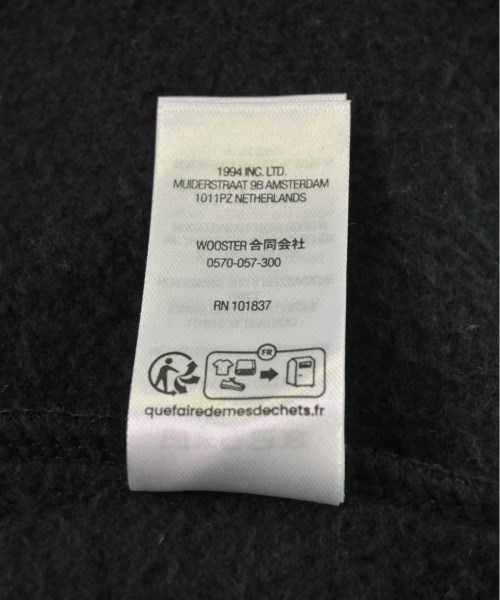 1994 INC. LTD.
MUIDERSTRAAT 9B AMSTERDAM
1011PZ NETHERLANDS
WOOSTER 合同会社
0570-057-300
RN 101837
FR
quefairedemesdechets.fr